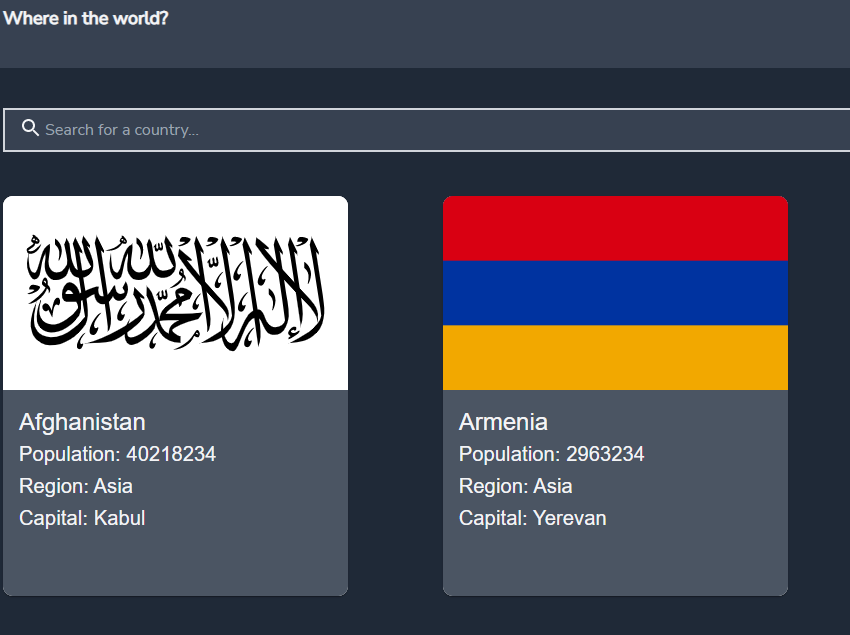 Where in the world?
Search for a country...
لا إله إلا الله محمد رسول الله
Afghanistan
Population: 40218234
Region: Asia
Capital: Kabul
Armenia
Population: 2963234
Region: Asia
Capital: Yerevan